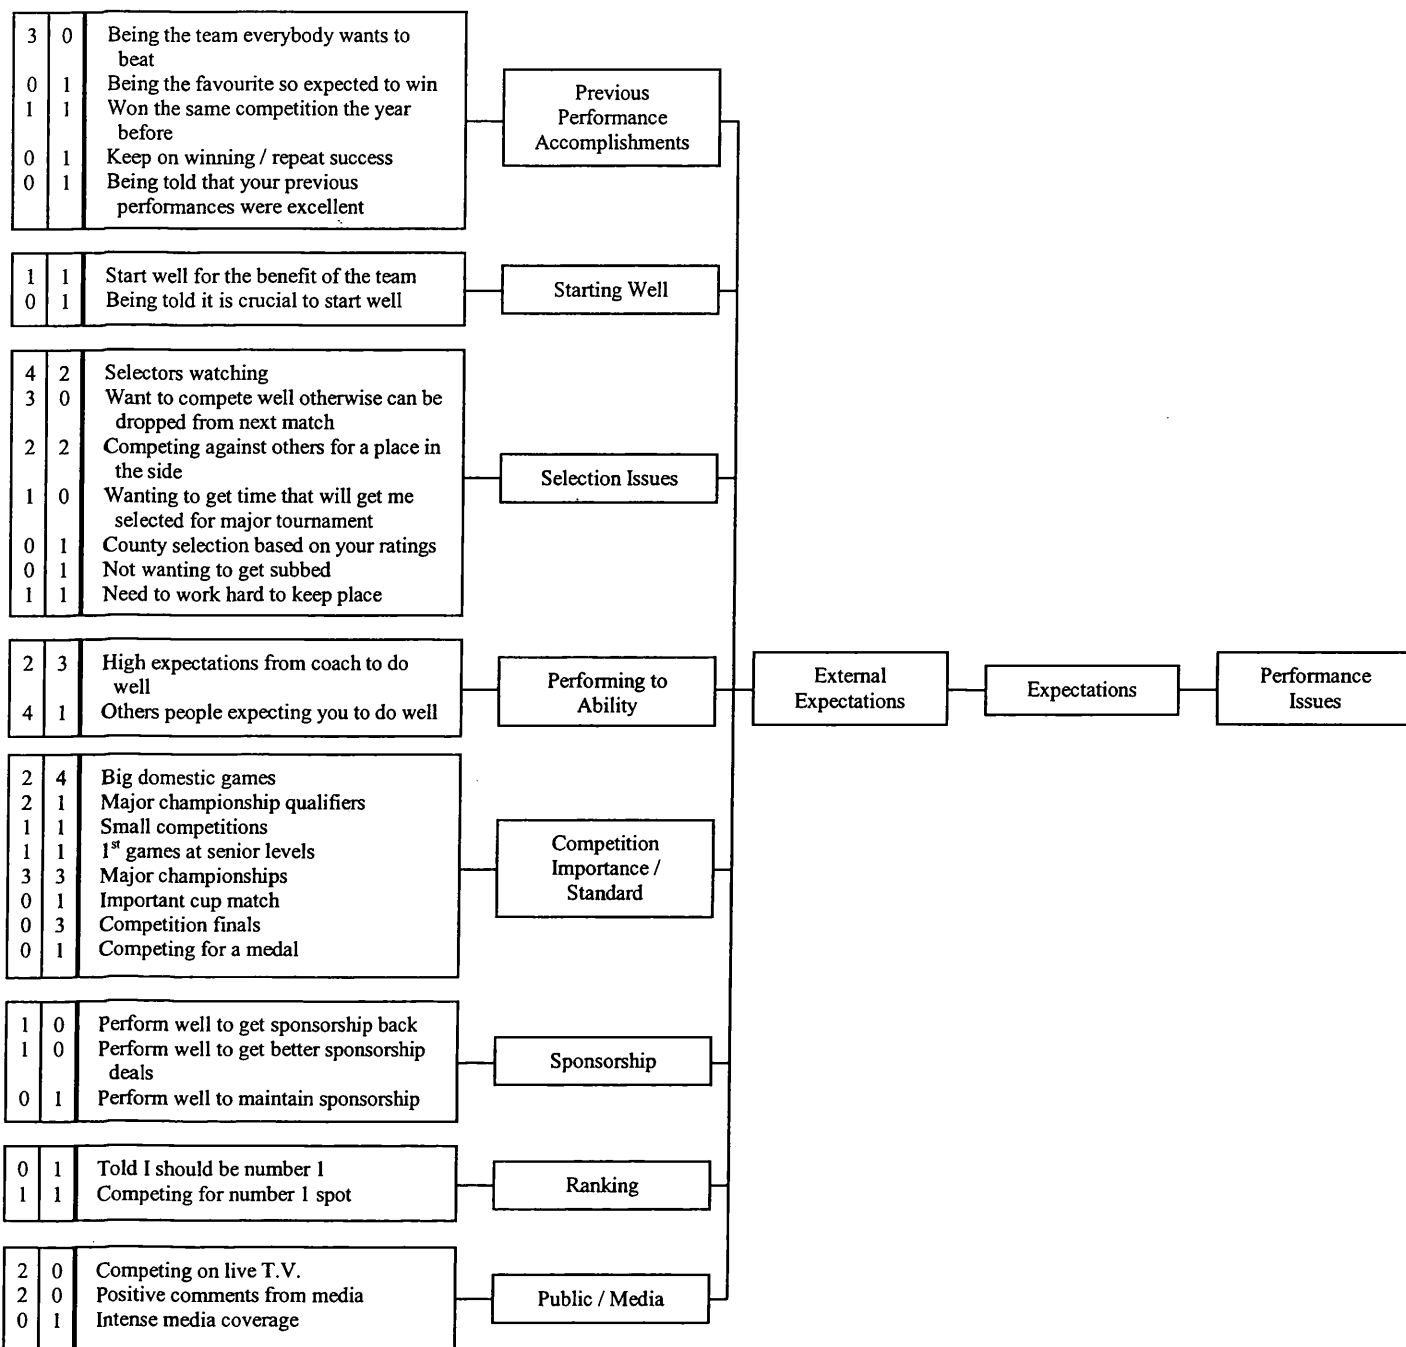 3 0 Being the team everybody wants to
beat
0 1 Being the favourite so expected to win
1 1 Won the same competition the year
before
0 1 Keep on winning / repeat success
0 1 Being told that your previous
performances were excellent
Previous
Performance
Accomplishments
1 1 Start well for the benefit of the team
0 1 Being told it is crucial to start well
Starting Well
4 2 Selectors watching
3 0 Want to compete well otherwise can be
dropped from next match
2 2 Competing against others for a place in
the side
1 0 Wanting to get time that will get me
selected for major tournament
0 1 County selection based on your ratings
0 1 Not wanting to get subbed
1 1 Need to work hard to keep place
Selection Issues
2 3 High expectations from coach to do
well
4 1 Others people expecting you to do well
Performing to
Ability
External
Expectations
Expectations
Performance
Issues
2 4 Big domestic games
2 1 Major championship qualifiers
1 1 Small competitions
1 1 1st games at senior levels
3 3 Major championships
0 1 Important cup match
0 3 Competition finals
0 1 Competing for a medal
Competition
Importance /
Standard
1 0 Perform well to get sponsorship back
1 0 Perform well to get better sponsorship
deals
0 1 Perform well to maintain sponsorship
Sponsorship
0 1 Told I should be number 1
1 1 Competing for number 1 spot
Ranking
2 0 Competing on live T.V.
2 0 Positive comments from media
0 1 Intense media coverage
Public / Media